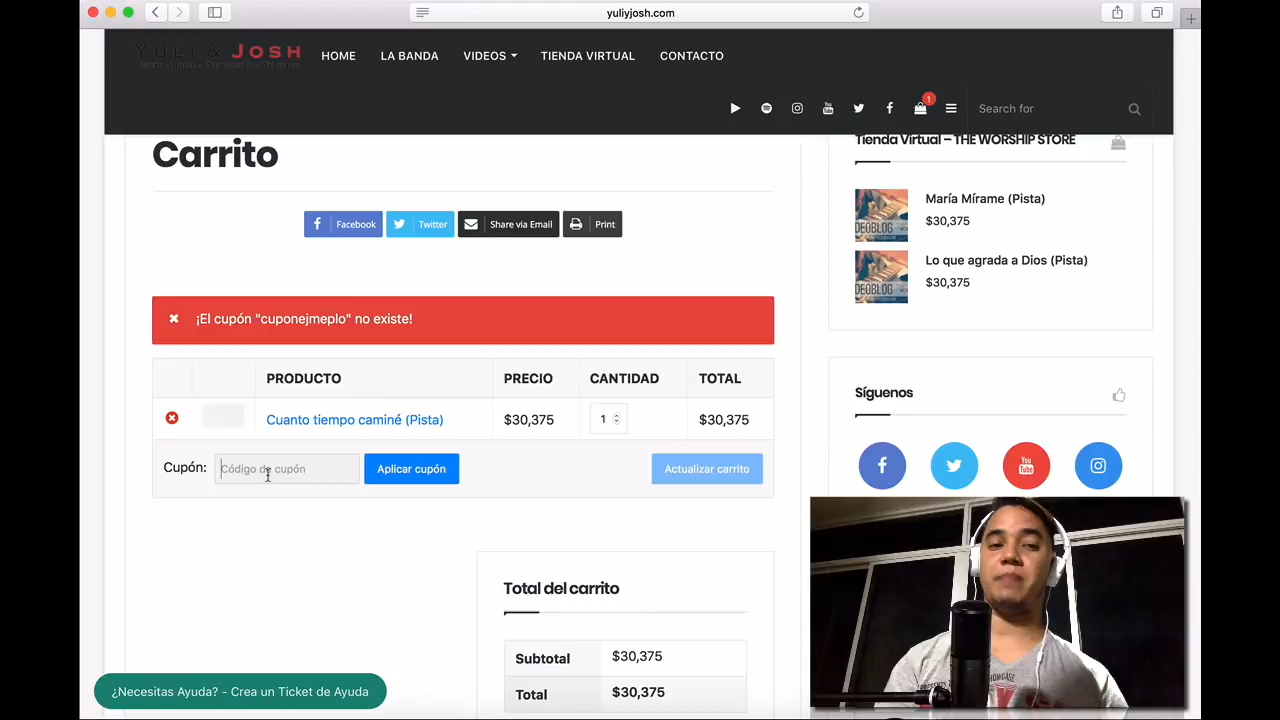 yuliyjosh.com
YULI & JOSH
HOME LA BANDA VIDEOS TIENDA VIRTUAL CONTACTO
1
Search for
Carrito
Facebook Twitter Share via Email Print
¡El cupón "cuponejmeplo" no existe!
PRODUCTO PRECIO CANTIDAD TOTAL
Cuanto tiempo caminé (Pista) $30,375 1 $30,375
Cupón: Código de cupón Aplicar cupón Actualizar carrito
Total del carrito
Subtotal $30,375
Total $30,375
¿Necesitas Ayuda? - Crea un Ticket de Ayuda
Tienda Virtual – THE WORSHIP STORE
María Mírame (Pista)
$30,375
Lo que agrada a Dios (Pista)
$30,375
Síguenos